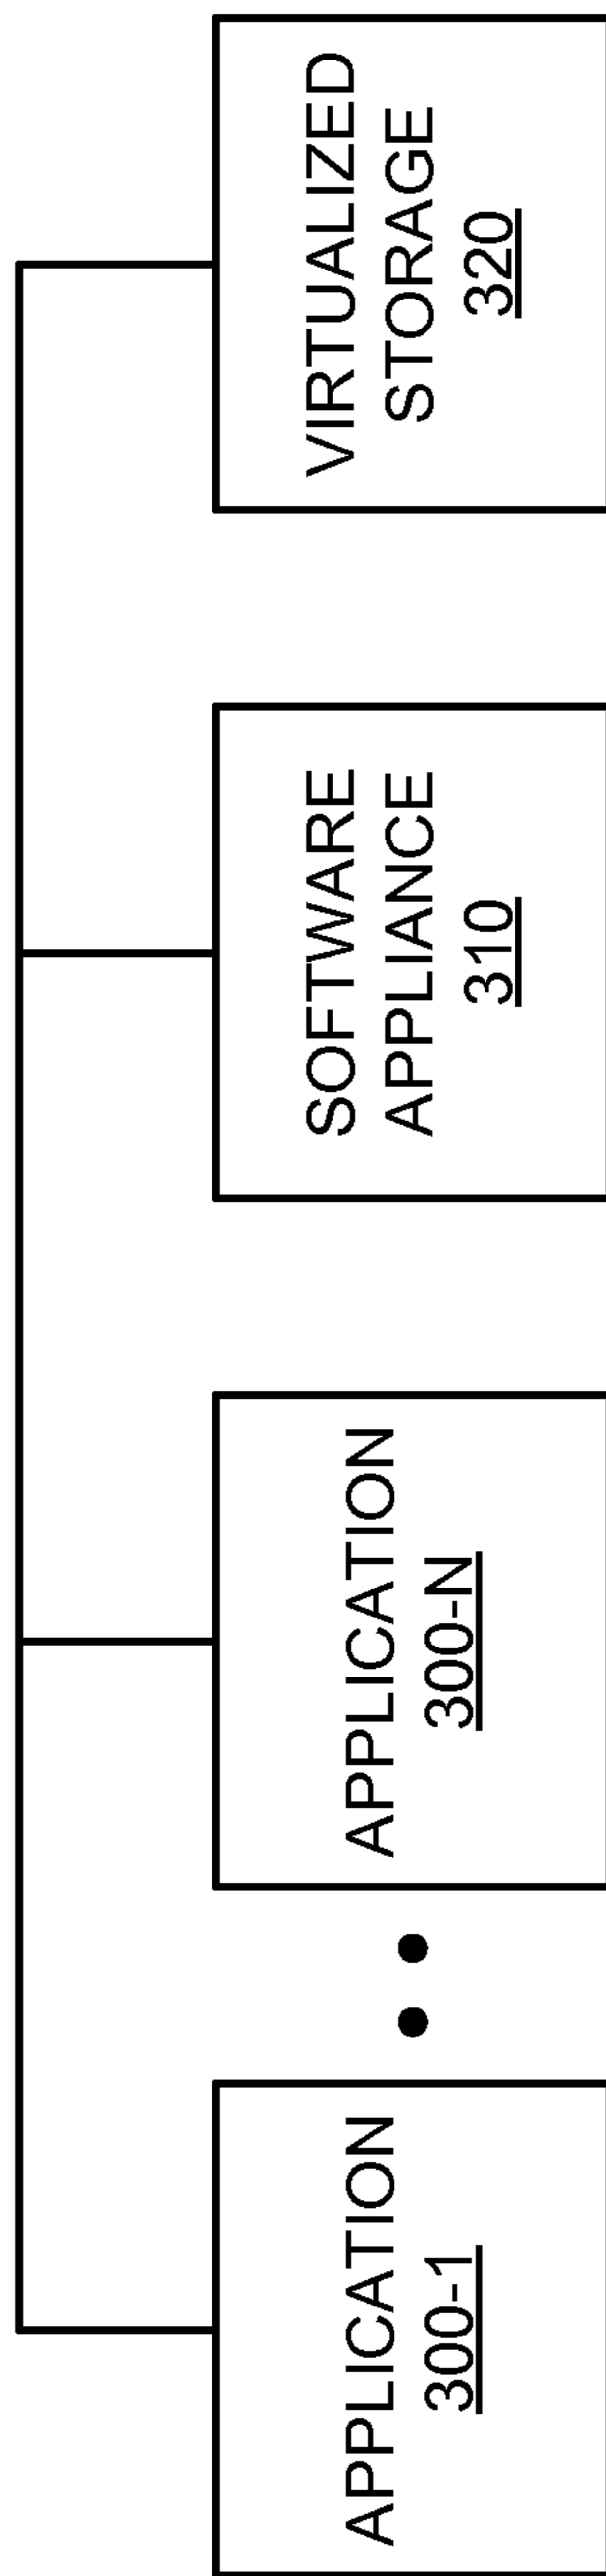 APPLICATION
300-1
APPLICATION
300-N
SOFTWARE
APPLIANCE
310
VIRTUALIZED
STORAGE
320